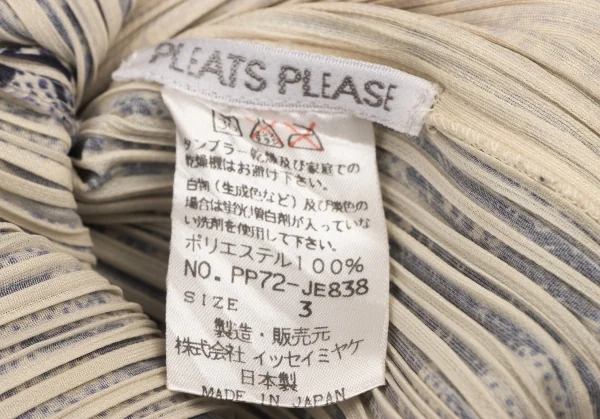 PLEATS PLEASE
タンブラー乾燥及び家庭での
乾燥機はお避け下さい。
白物(生成色など)及び淡色の
場合は蛍光増白剤が入っていな
い洗剤を使用して下さい。
ポリエステル100%
NO. PP72-JE838
SIZE 3
製造・販売元
株式会社 イッセイミヤケ
日本製
MADE IN JAPAN